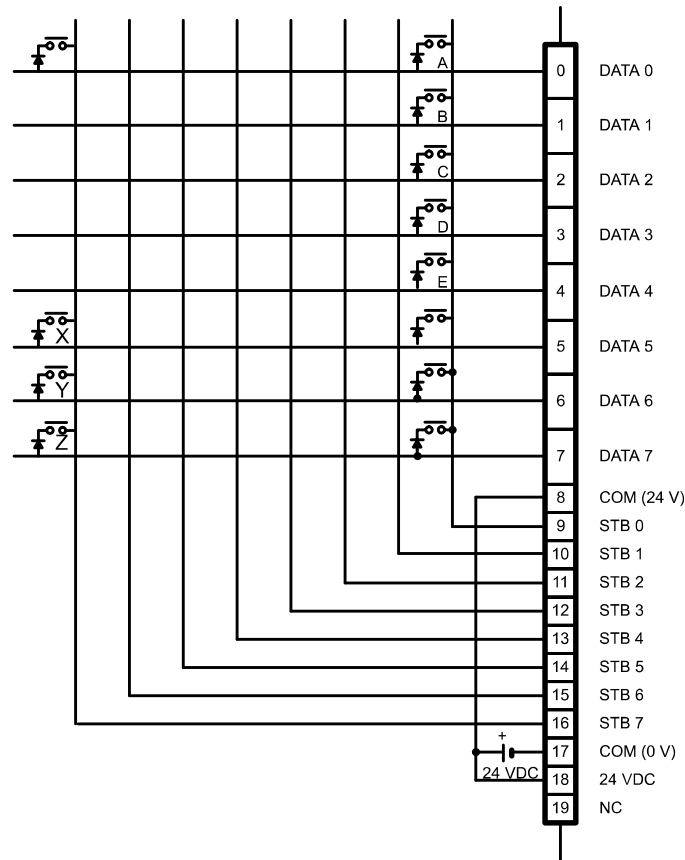 A
0 DATA 0
B
1 DATA 1
C
2 DATA 2
D
3 DATA 3
E
4 DATA 4
X
5 DATA 5
Y
6 DATA 6
Z
7 DATA 7
8 COM (24 V)
9 STB 0
10 STB 1
11 STB 2
12 STB 3
13 STB 4
14 STB 5
15 STB 6
16 STB 7
+
17 COM (0 V)
24 VDC
18 24 VDC
19 NC